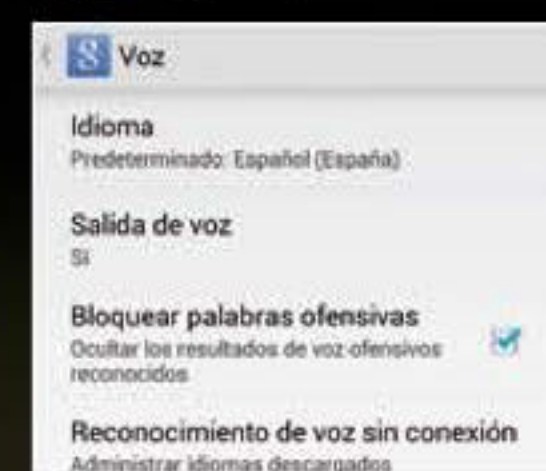 Voz
Idioma
Predeterminado: Español (España)
Salida de voz
Sí
Bloquear palabras ofensivas
Ocultar los resultados de voz ofensivos
reconocidos
Reconocimiento de voz sin conexión
Administrar idiomas descargados